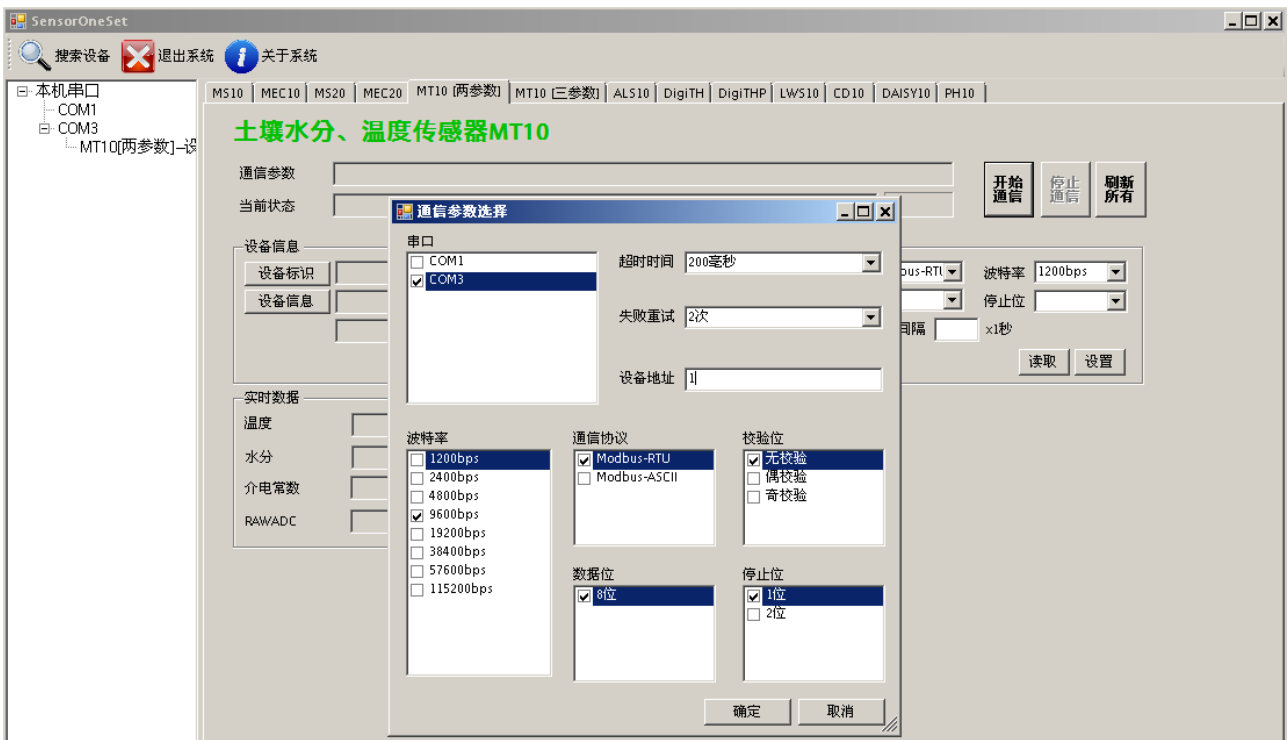 SensorOneSet
搜索设备 退出系统 关于系统
本机串口
COM1
COM3
MT10[两参数]--设
MS10 MEC10 MS20 MEC20 MT10 [两参数] MT10 [三参数] ALS10 DigiTH DigiTHP LWS10 CD10 DAISY10 PH10
土壤水分、温度传感器MT10
通信参数
当前状态
开始通信
停止通信
刷新所有
设备信息
设备标识
设备信息
bus-RTU 波特率 1200bps
停止位
间隔 x1秒
读取 设置
实时数据
温度
水分
介电常数
RAWADC
通信参数选择
串口
COM1
COM3
超时时间 200毫秒
失败重试 2次
设备地址 1
波特率
1200bps
2400bps
4800bps
9600bps
19200bps
38400bps
57600bps
115200bps
通信协议
Modbus-RTU
Modbus-ASCII
校验位
无校验
偶校验
奇校验
数据位
8位
停止位
1位
2位
确定 取消